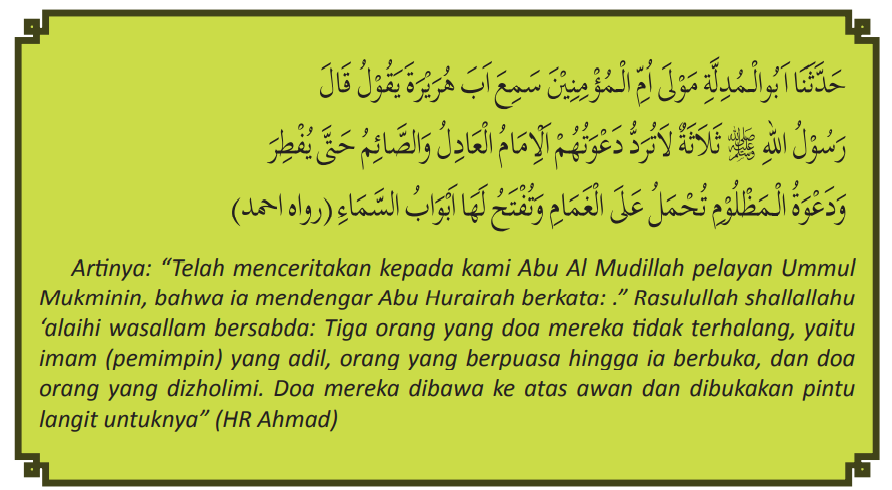 حَدَّثَنَا اَبُوالْمُدِلَّةِ مَوْلَى اُمِّ الْمُؤْمِنِيْنَ سَمِعَ اَبَ هُرَيْرَةَ يَقُوْلُ قَالَ
رَسُوْلُ اللهِ ﷺ ثَلَاثَةٌ لَاتُرَدُّ دَعْوَتُهُمْ اَلْاِمَامُ الْعَادِلُ وَالصَّائِمُ حَتَّى يُفْطِرَ
وَدَعْوَةُ الْمَظْلُوْمِ تُحْمَلُ عَلَى الْغَمَامِ وَتُفْتَحُ لَهَا اَبْوَابُ السَّمَاءِ (رواه احمد)
Artinya: “Telah menceritakan kepada kami Abu Al Mudillah pelayan Ummul
Mukminin, bahwa ia mendengar Abu Hurairah berkata: .” Rasulullah shallallahu
‘alaihi wasallam bersabda: Tiga orang yang doa mereka tidak terhalang, yaitu
imam (pemimpin) yang adil, orang yang berpuasa hingga ia berbuka, dan doa
orang yang dizholimi. Doa mereka dibawa ke atas awan dan dibukakan pintu
langit untuknya” (HR Ahmad)